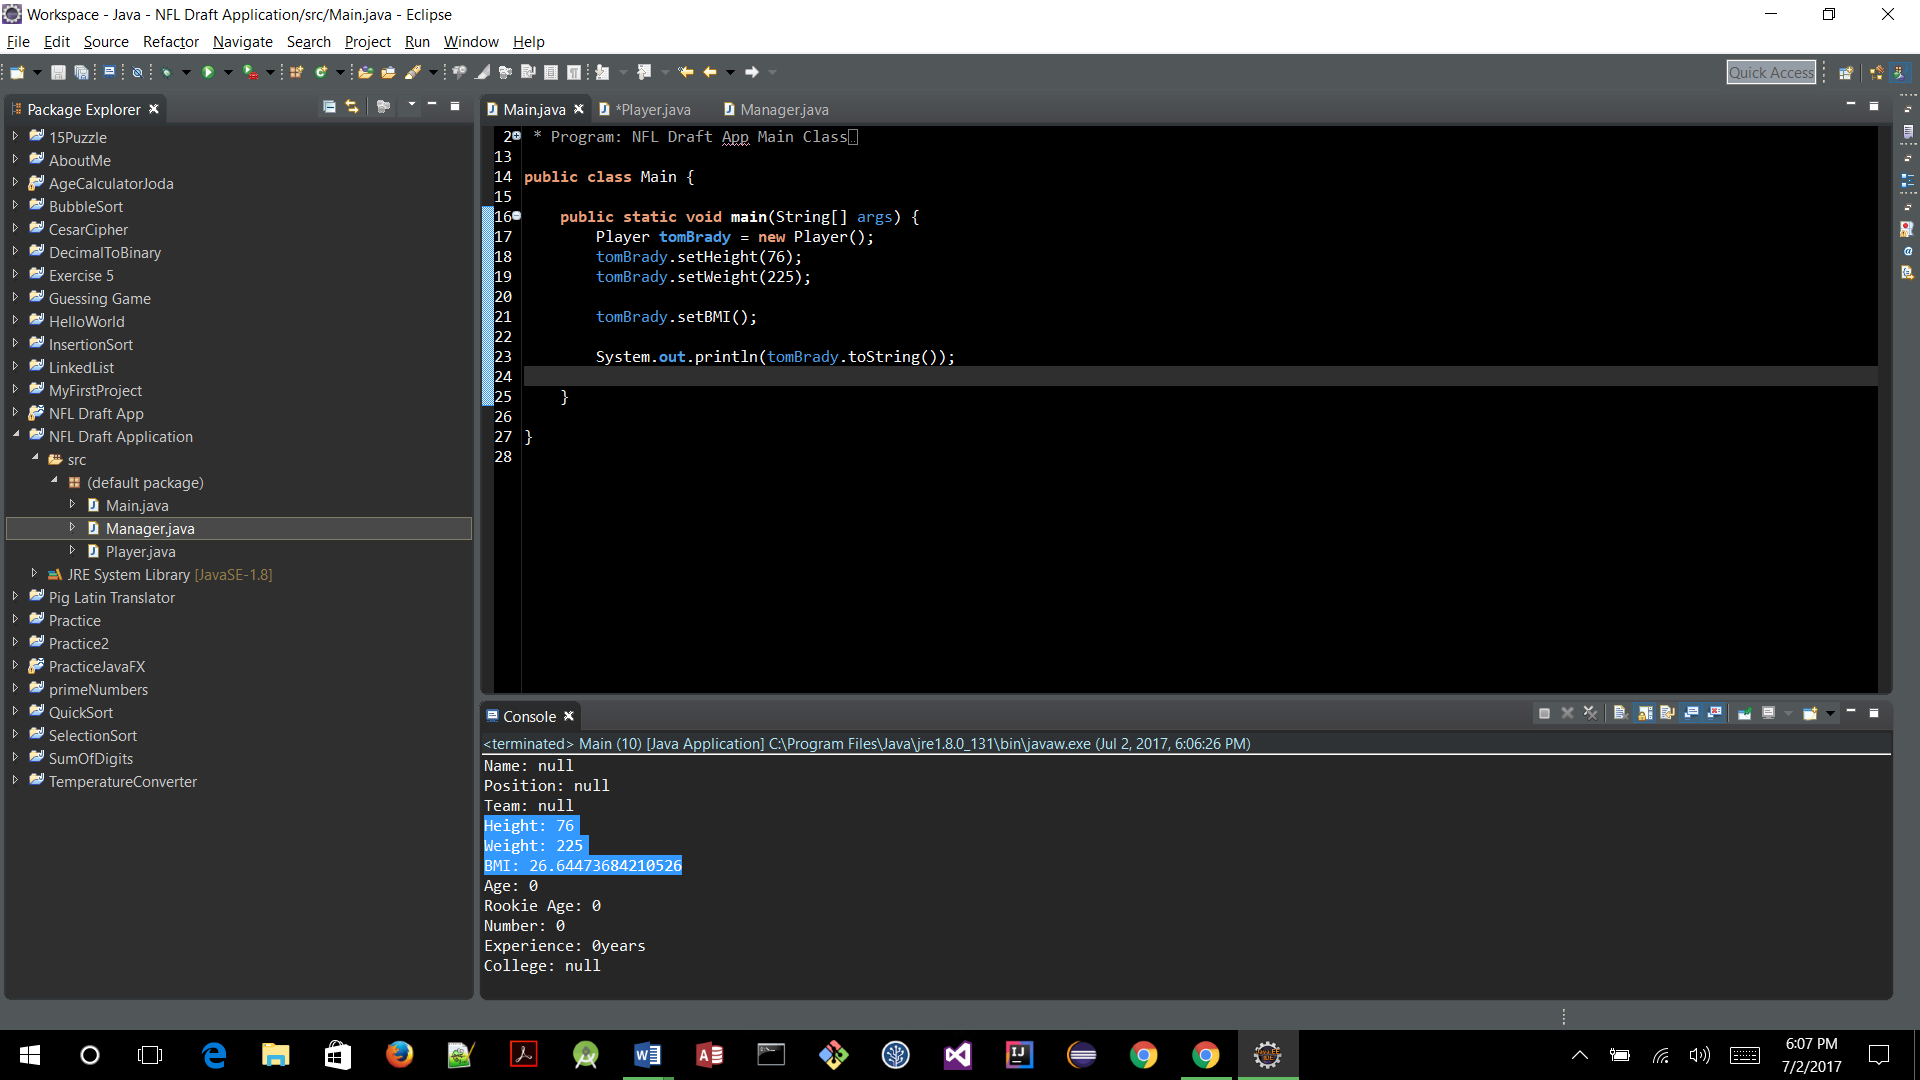 Workspace - Java - NFL Draft Application/src/Main.java - Eclipse
File Edit Source Refactor Navigate Search Project Run Window Help
Quick Access
Package Explorer
15Puzzle
AboutMe
AgeCalculatorJoda
BubbleSort
CesarCipher
DecimalToBinary
Exercise 5
Guessing Game
HelloWorld
InsertionSort
LinkedList
MyFirstProject
NFL Draft App
NFL Draft Application
src
(default package)
Main.java
Manager.java
Player.java
JRE System Library [JavaSE-1.8]
Pig Latin Translator
Practice
Practice2
PracticeJavaFX
primeNumbers
QuickSort
SelectionSort
SumOfDigits
TemperatureConverter
Main.java *Player.java Manager.java
2 * Program: NFL Draft App Main Class
13
14 public class Main {
15
16 public static void main(String[] args) {
17 Player tomBrady = new Player();
18 tomBrady.setHeight(76);
19 tomBrady.setWeight(225);
20
21 tomBrady.setBMI();
22
23 System.out.println(tomBrady.toString());
24
25 }
26
27 }
28
Console
<terminated> Main (10) [Java Application] C:\Program Files\Java\jre1.8.0_131\bin\javaw.exe (Jul 2, 2017, 6:06:26 PM)
Name: null
Position: null
Team: null
Height: 76
Weight: 225
BMI: 26.64473684210526
Age: 0
Rookie Age: 0
Number: 0
Experience: 0years
College: null
6:07 PM
7/2/2017